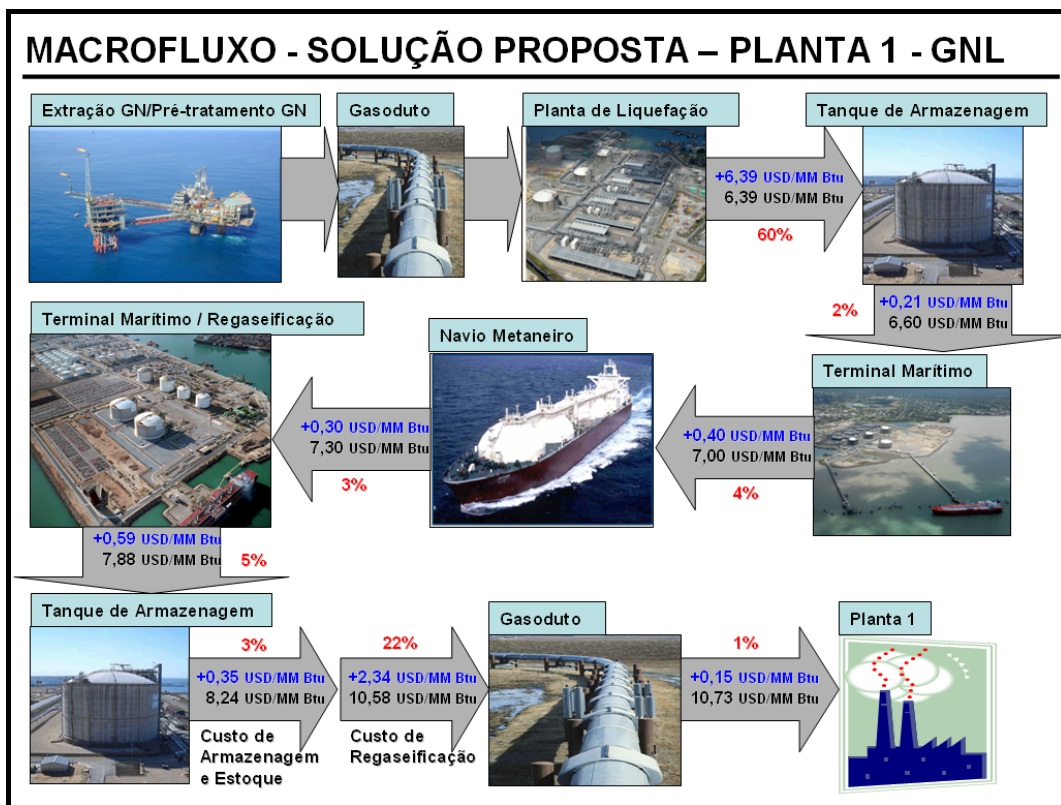 MACROFLUXO - SOLUÇÃO PROPOSTA – PLANTA 1 - GNL
Extração GN/Pré-tratamento GN
Gasoduto
Planta de Liquefação
Tanque de Armazenagem
+6,39 USD/MM Btu
6,39 USD/MM Btu
60%
2%
+0,21 USD/MM Btu
6,60 USD/MM Btu
Terminal Marítimo
+0,40 USD/MM Btu
7,00 USD/MM Btu
4%
Navio Metaneiro
+0,30 USD/MM Btu
7,30 USD/MM Btu
3%
Terminal Marítimo / Regaseificação
+0,59 USD/MM Btu
7,88 USD/MM Btu
5%
Tanque de Armazenagem
3%
+0,35 USD/MM Btu
8,24 USD/MM Btu
Custo de
Armazenagem
e Estoque
22%
+2,34 USD/MM Btu
10,58 USD/MM Btu
Custo de
Regaseificação
Gasoduto
1%
+0,15 USD/MM Btu
10,73 USD/MM Btu
Planta 1